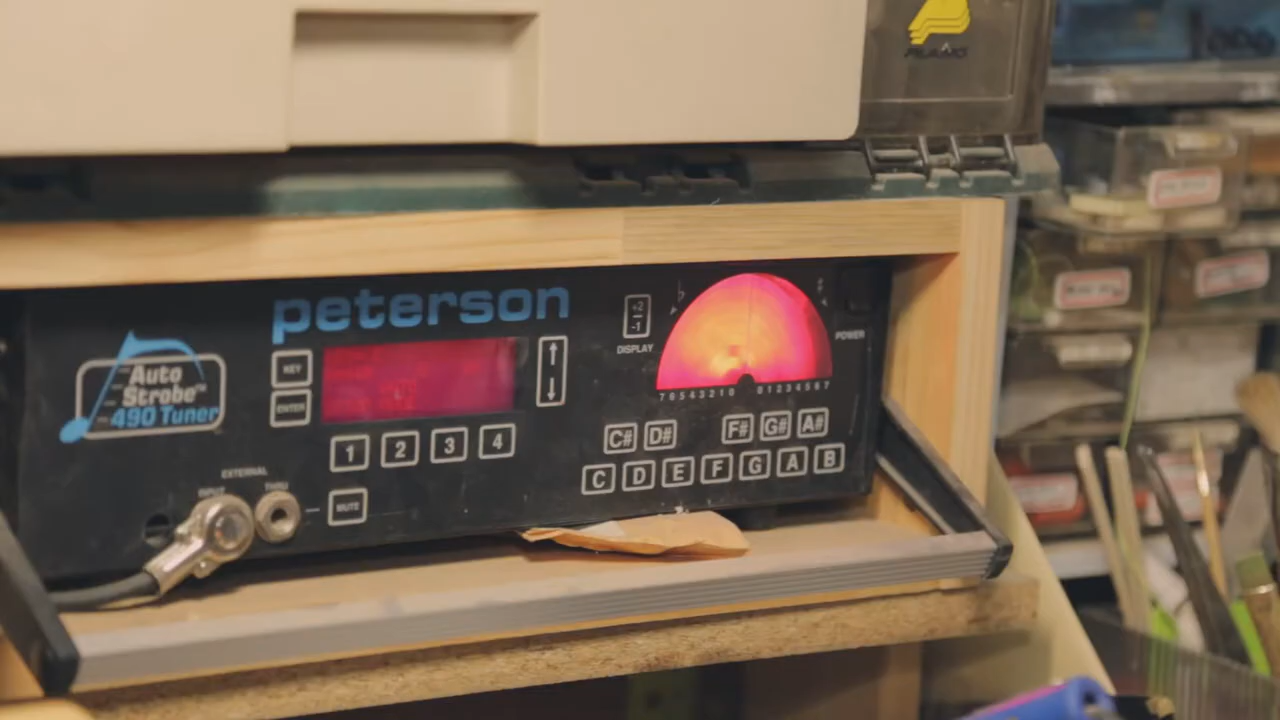 PLANO
peterson
Auto
Strobe™
490 Tuner
KEY
ENTER
+2
-1
DISPLAY
POWER
7 6 5 4 3 2 1 0 0 1 2 3 4 5 6 7
1 2 3 4
C# D# F# G# A#
C D E F G A B
EXTERNAL
INPUT THRU
MUTE